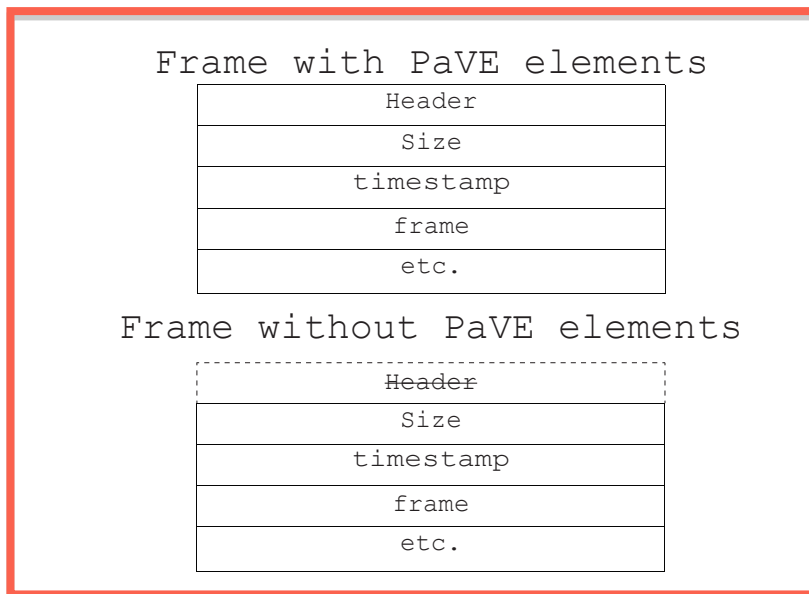 Frame with PaVE elements
Header
Size
timestamp
frame
etc.
Frame without PaVE elements
Header
Size
timestamp
frame
etc.